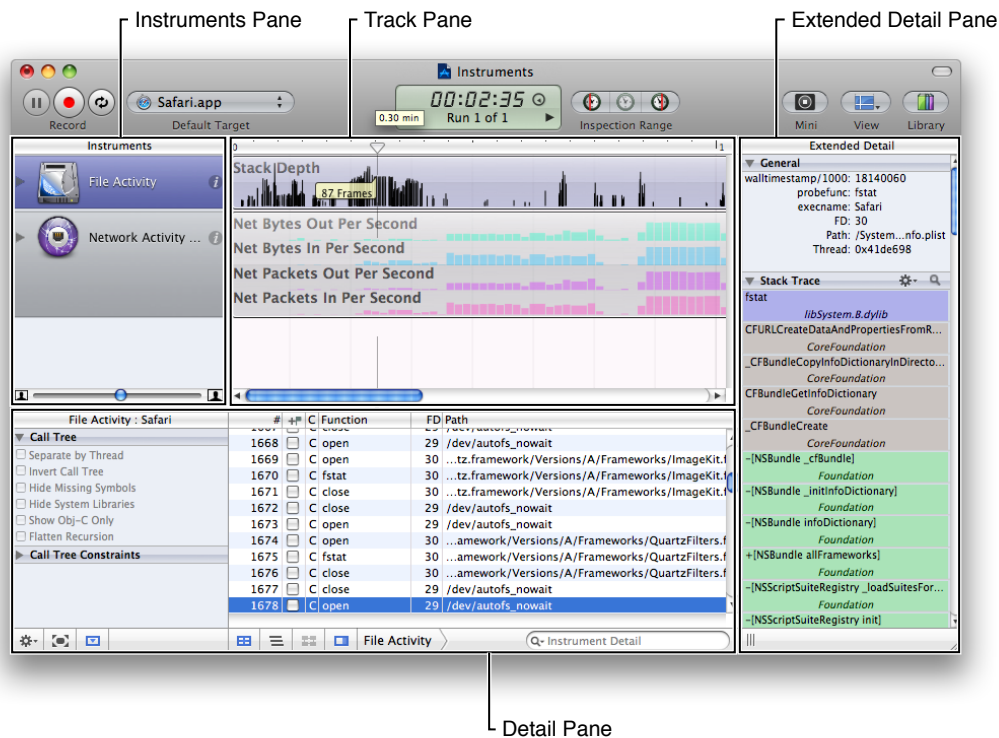 Instruments Pane
Track Pane
Extended Detail Pane
Instruments
Safari.app
00:02:35
0.30 min
Run 1 of 1
Record
Default Target
Inspection Range
Mini
View
Library
Instruments
File Activity
Network Activity ...
0
1
Stack Depth
87 Frames
Net Bytes Out Per Second
Net Bytes In Per Second
Net Packets Out Per Second
Net Packets In Per Second
Extended Detail
General
walltimestamp/1000: 18140060
probefunc: fstat
execname: Safari
FD: 30
Path: /System...nfo.plist
Thread: 0x41de698
Stack Trace
fstat
libSystem.B.dylib
CFURLCreateDataAndPropertiesFromR...
CoreFoundation
_CFBundleCopyInfoDictionaryInDirecto...
CoreFoundation
CFBundleGetInfoDictionary
CoreFoundation
_CFBundleCreate
CoreFoundation
-[NSBundle _cfBundle]
Foundation
-[NSBundle _initInfoDictionary]
Foundation
-[NSBundle infoDictionary]
Foundation
+[NSBundle allFrameworks]
Foundation
-[NSScriptSuiteRegistry _loadSuitesFor...
Foundation
-[NSScriptSuiteRegistry init]
File Activity : Safari
Call Tree
Separate by Thread
Invert Call Tree
Hide Missing Symbols
Hide System Libraries
Show Obj-C Only
Flatten Recursion
Call Tree Constraints
# C Function FD Path
1667 C close 29 /dev/autofs_nowait
1668 C open 29 /dev/autofs_nowait
1669 C open 30 ...tz.framework/Versions/A/Frameworks/ImageKit.f
1670 C fstat 30 ...tz.framework/Versions/A/Frameworks/ImageKit.f
1671 C close 30 ...tz.framework/Versions/A/Frameworks/ImageKit.f
1672 C close 29 /dev/autofs_nowait
1673 C open 29 /dev/autofs_nowait
1674 C open 30 ...amework/Versions/A/Frameworks/QuartzFilters.f
1675 C fstat 30 ...amework/Versions/A/Frameworks/QuartzFilters.f
1676 C close 30 ...amework/Versions/A/Frameworks/QuartzFilters.f
1677 C close 29 /dev/autofs_nowait
1678 C open 29 /dev/autofs_nowait
File Activity
Instrument Detail
Detail Pane